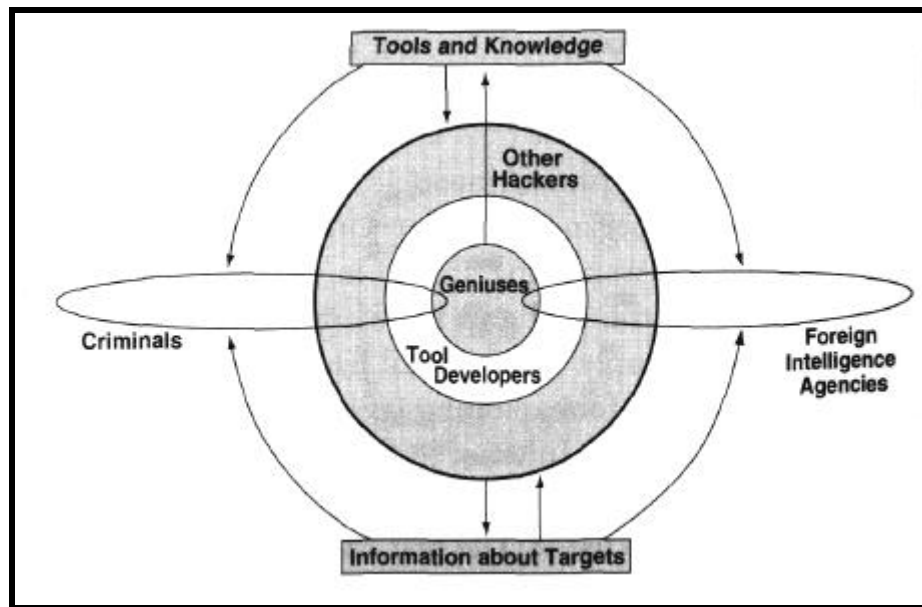 Tools and Knowledge
Other
Hackers
Geniuses
Criminals
Tool
Developers
Foreign
Intelligence
Agencies
Information about Targets